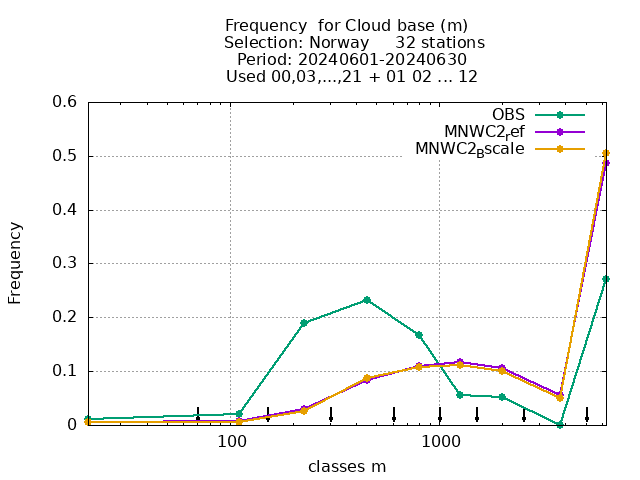 Frequency  for Cloud base (m)
Selection: Norway     32 stations
Period: 20240601-20240630
Used 00,03,...,21 + 01 02 ... 12
OBS
MNWC2ref
MNWC2Bscale
0.6
0.5
0.4
0.3
0.2
0.1
0
Frequency
100
1000
classes m